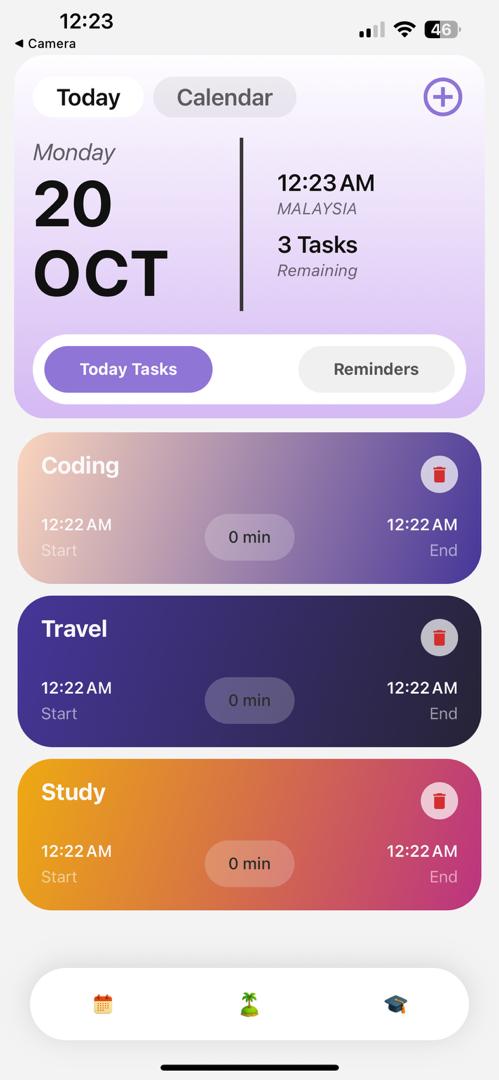 12:23
46
◀ Camera
Today
Calendar
Monday
20
OCT
12:23 AM
MALAYSIA
3 Tasks
Remaining
Today Tasks
Reminders
Coding
12:22 AM
Start
0 min
12:22 AM
End
Travel
12:22 AM
Start
0 min
12:22 AM
End
Study
12:22 AM
Start
0 min
12:22 AM
End